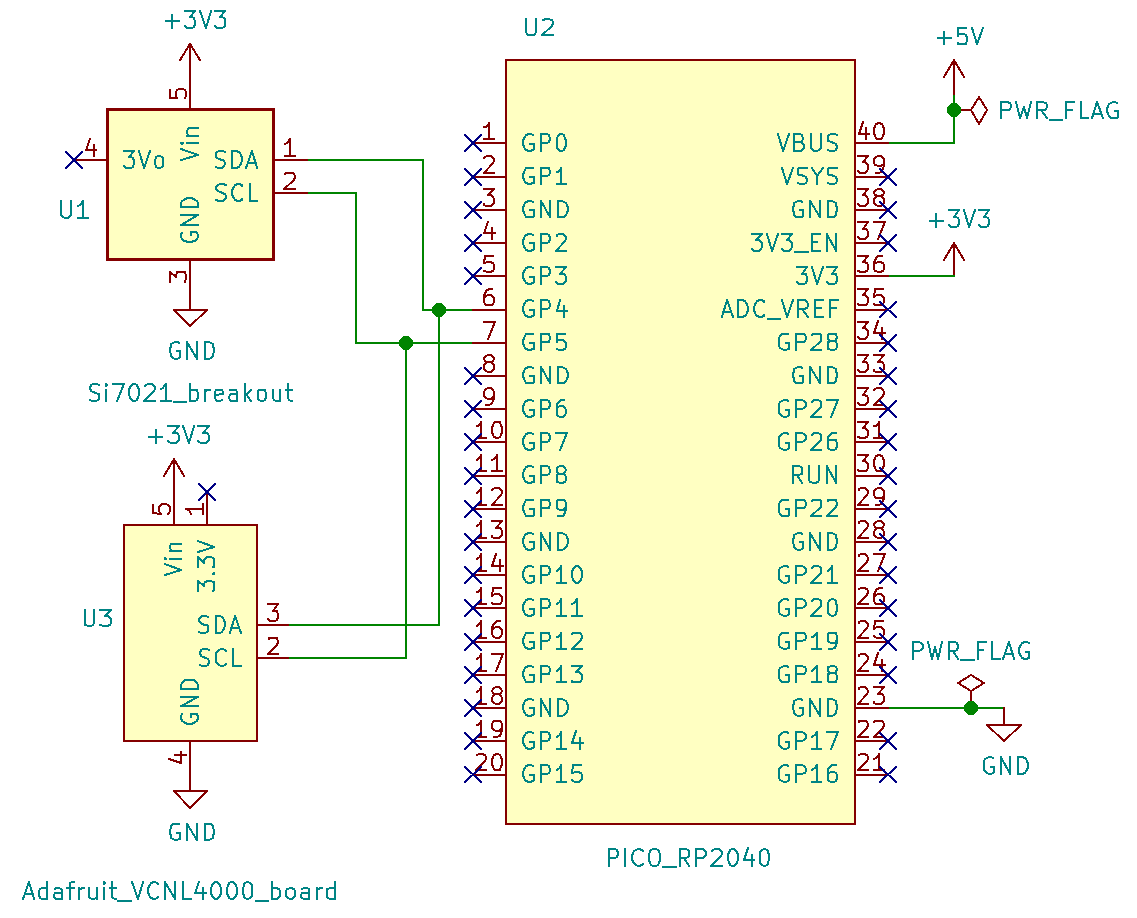 +3V3
5
Vin
4
3Vo
SDA
1
SCL
2
U1
GND
3
GND
Si7021_breakout
+3V3
5
1
Vin
3.3V
U3
SDA
3
SCL
2
GND
4
GND
Adafruit_VCNL4000_board
U2
1 GP0 VBUS 40
2 GP1 VSYS 39
3 GND GND 38
4 GP2 3V3_EN 37
5 GP3 3V3 36
6 GP4 ADC_VREF 35
7 GP5 GP28 34
8 GND GND 33
9 GP6 GP27 32
10 GP7 GP26 31
11 GP8 RUN 30
12 GP9 GP22 29
13 GND GND 28
14 GP10 GP21 27
15 GP11 GP20 26
16 GP12 GP19 25
17 GP13 GP18 24
18 GND GND 23
19 GP14 GP17 22
20 GP15 GP16 21
PICO_RP2040
+5V
PWR_FLAG
+3V3
PWR_FLAG
GND